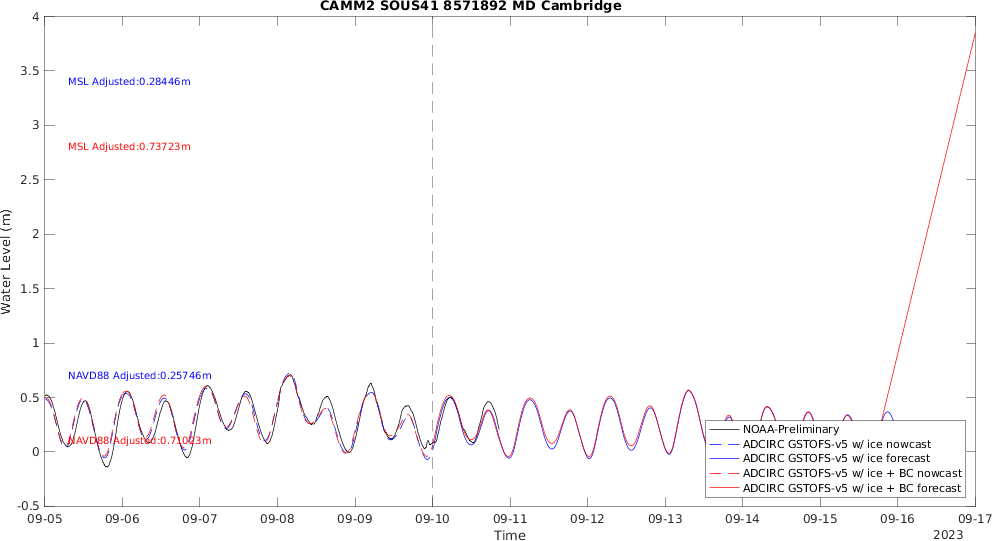 CAMM2 SOUS41 8571892 MD Cambridge
4
3.5
3
2.5
2
1.5
1
0.5
0
-0.5
Water Level (m)
MSL Adjusted:0.28446m
MSL Adjusted:0.73723m
NAVD88 Adjusted:0.25746m
NAVD88 Adjusted:0.71023m
NOAA-Preliminary
ADCIRC GSTOFS-v5 w/ ice nowcast
ADCIRC GSTOFS-v5 w/ ice forecast
ADCIRC GSTOFS-v5 w/ ice + BC nowcast
ADCIRC GSTOFS-v5 w/ ice + BC forecast
09-05 09-06 09-07 09-08 09-09 09-10 09-11 09-12 09-13 09-14 09-15 09-16 09-17
Time
2023